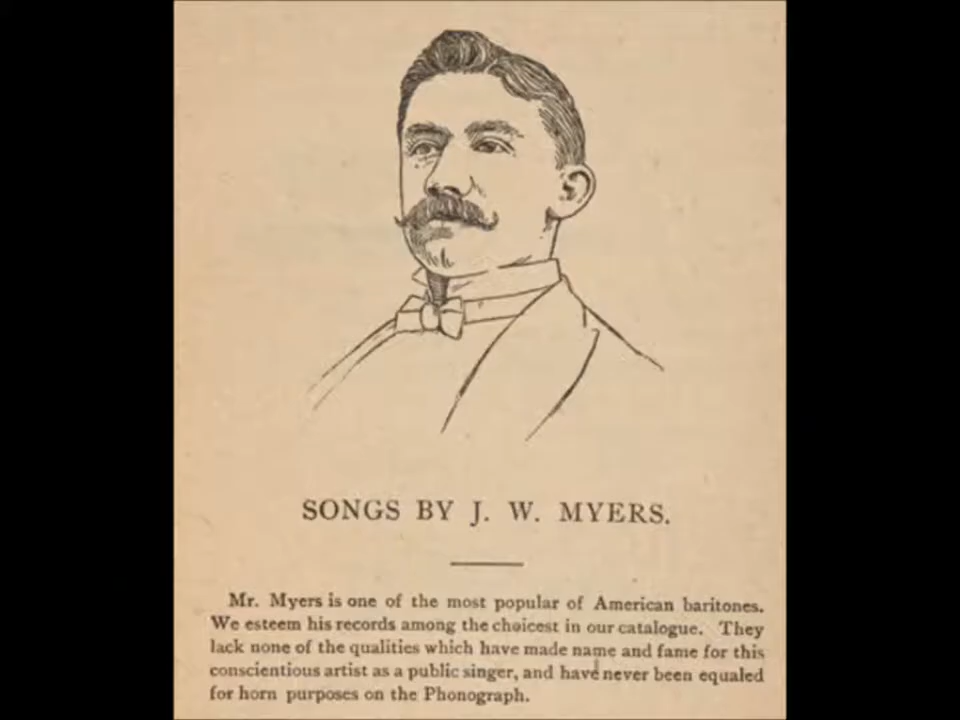 SONGS BY J. W. MYERS.
Mr. Myers is one of the most popular of American baritones.
We esteem his records among the choicest in our catalogue. They
lack none of the qualities which have made name and fame for this
conscientious artist as a public singer, and have never been equaled
for horn purposes on the Phonograph.